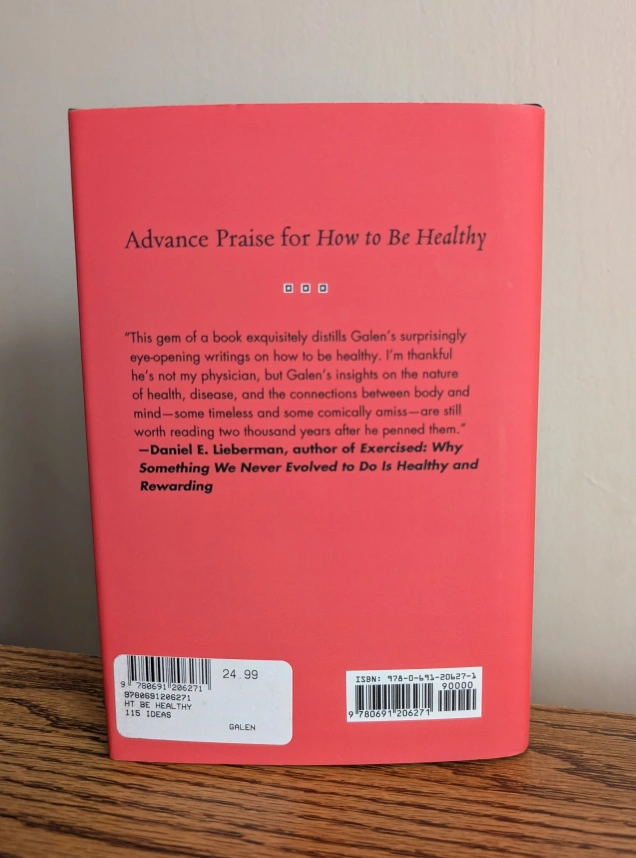 Advance Praise for How to Be Healthy
“This gem of a book exquisitely distills Galen’s surprisingly
eye-opening writings on how to be healthy. I’m thankful
he’s not my physician, but Galen’s insights on the nature
of health, disease, and the connections between body and
mind—some timeless and some comically amiss—are still
worth reading two thousand years after he penned them.”
—Daniel E. Lieberman, author of Exercised: Why
Something We Never Evolved to Do Is Healthy and
Rewarding
24.99
9 780691 206271
9780691206271
HT BE HEALTHY
115 IDEAS
GALEN
ISBN: 978-0-691-20627-1
90000
9 780691 206271